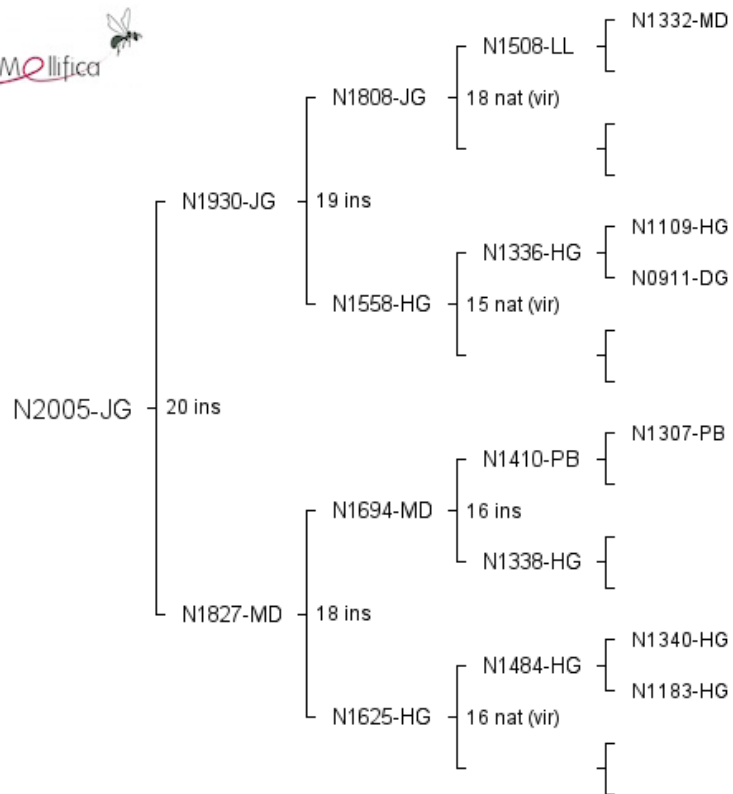 Mellifica
N1332-MD
N1508-LL
N1808-JG
18 nat (vir)
N1930-JG
19 ins
N1109-HG
N1336-HG
N0911-DG
N1558-HG
15 nat (vir)
N2005-JG
20 ins
N1307-PB
N1410-PB
N1694-MD
16 ins
N1338-HG
N1827-MD
18 ins
N1340-HG
N1484-HG
N1183-HG
N1625-HG
16 nat (vir)